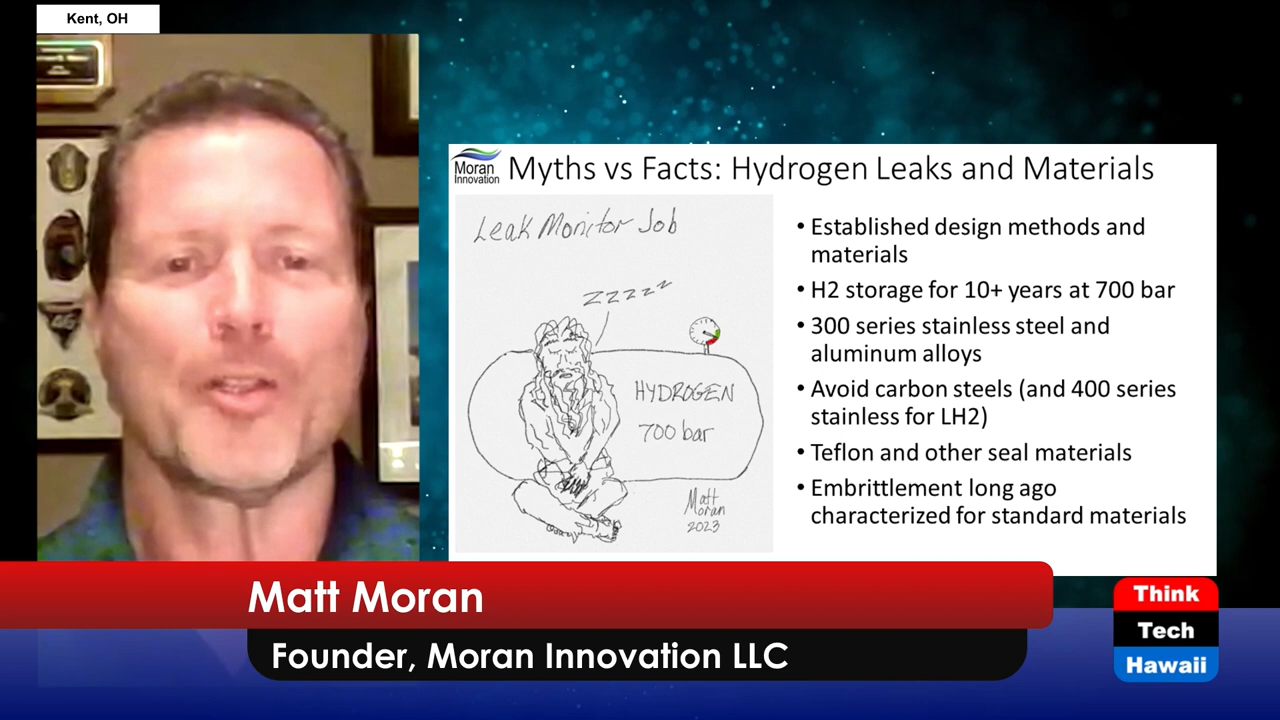 Kent, OH
Moran
Innovation
Myths vs Facts: Hydrogen Leaks and Materials
Leak Monitor Job
zzzzz
HYDROGEN
700 bar
Matt
Moran
2023
• Established design methods and
materials
• H2 storage for 10+ years at 700 bar
• 300 series stainless steel and
aluminum alloys
• Avoid carbon steels (and 400 series
stainless for LH2)
• Teflon and other seal materials
• Embrittlement long ago
characterized for standard materials
Matt Moran
Founder, Moran Innovation LLC
Think
Tech
Hawaii